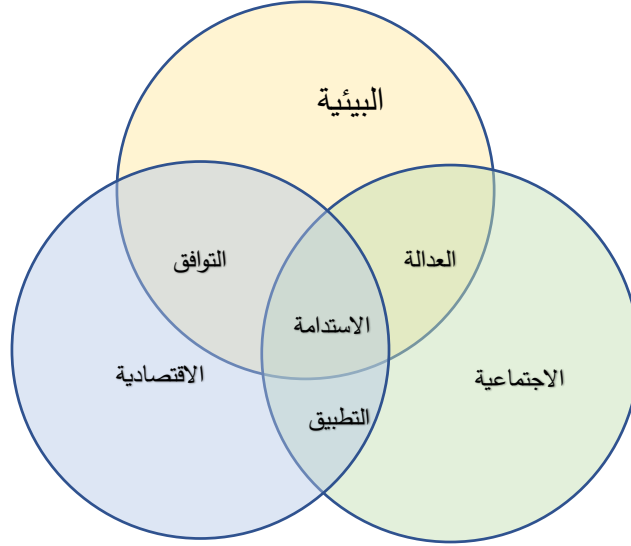 البيئية
العدالة
التوافق
الاستدامة
الاجتماعية
الاقتصادية
التطبيق